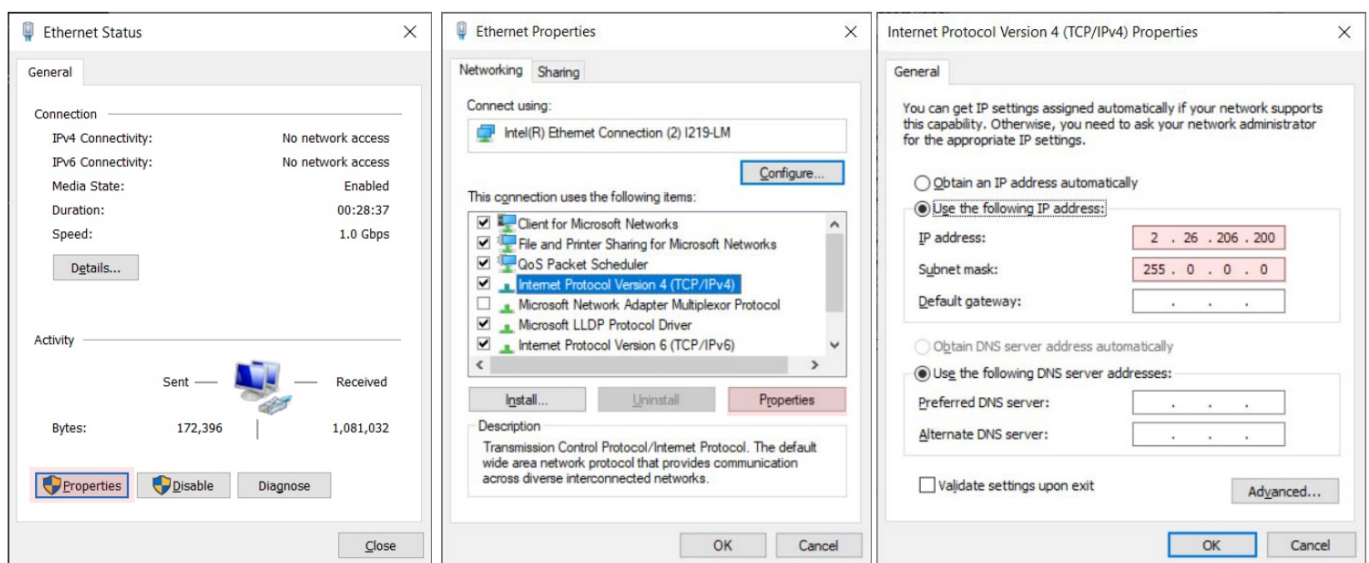 Ethernet Status
General
Connection
IPv4 Connectivity: No network access
IPv6 Connectivity: No network access
Media State: Enabled
Duration: 00:28:37
Speed: 1.0 Gbps
Details...
Activity
Sent Received
Bytes: 172,396 1,081,032
Properties Disable Diagnose
Close
Ethernet Properties
Networking Sharing
Connect using:
Intel(R) Ethernet Connection (2) I219-LM
Configure...
This connection uses the following items:
Client for Microsoft Networks
File and Printer Sharing for Microsoft Networks
QoS Packet Scheduler
Internet Protocol Version 4 (TCP/IPv4)
Microsoft Network Adapter Multiplexor Protocol
Microsoft LLDP Protocol Driver
Internet Protocol Version 6 (TCP/IPv6)
Install... Uninstall Properties
Description
Transmission Control Protocol/Internet Protocol. The default
wide area network protocol that provides communication
across diverse interconnected networks.
OK Cancel
Internet Protocol Version 4 (TCP/IPv4) Properties
General
You can get IP settings assigned automatically if your network supports
this capability. Otherwise, you need to ask your network administrator
for the appropriate IP settings.
Obtain an IP address automatically
Use the following IP address:
IP address: 2 . 26 . 206 . 200
Subnet mask: 255 . 0 . 0 . 0
Default gateway: . . .
Obtain DNS server address automatically
Use the following DNS server addresses:
Preferred DNS server: . . .
Alternate DNS server: . . .
Validate settings upon exit
Advanced...
OK Cancel